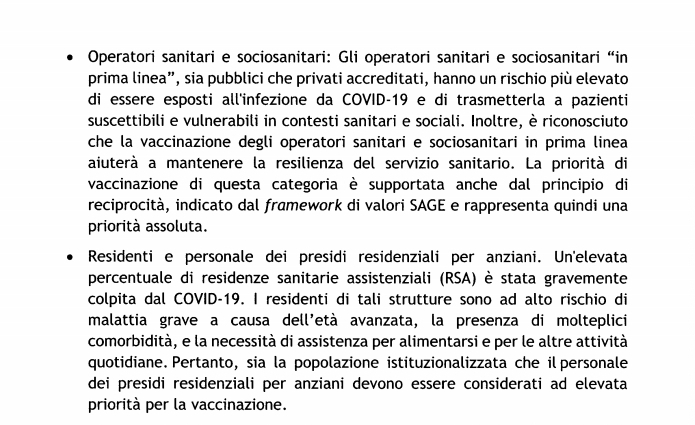 • Operatori sanitari e sociosanitari: Gli operatori sanitari e sociosanitari “in
prima linea”, sia pubblici che privati accreditati, hanno un rischio più elevato
di essere esposti all'infezione da COVID-19 e di trasmetterla a pazienti
suscettibili e vulnerabili in contesti sanitari e sociali. Inoltre, è riconosciuto
che la vaccinazione degli operatori sanitari e sociosanitari in prima linea
aiuterà a mantenere la resilienza del servizio sanitario. La priorità di
vaccinazione di questa categoria è supportata anche dal principio di
reciprocità, indicato dal framework di valori SAGE e rappresenta quindi una
priorità assoluta.
• Residenti e personale dei presidi residenziali per anziani. Un'elevata
percentuale di residenze sanitarie assistenziali (RSA) è stata gravemente
colpita dal COVID-19. I residenti di tali strutture sono ad alto rischio di
malattia grave a causa dell’età avanzata, la presenza di molteplici
comorbidità, e la necessità di assistenza per alimentarsi e per le altre attività
quotidiane. Pertanto, sia la popolazione istituzionalizzata che il personale
dei presidi residenziali per anziani devono essere considerati ad elevata
priorità per la vaccinazione.